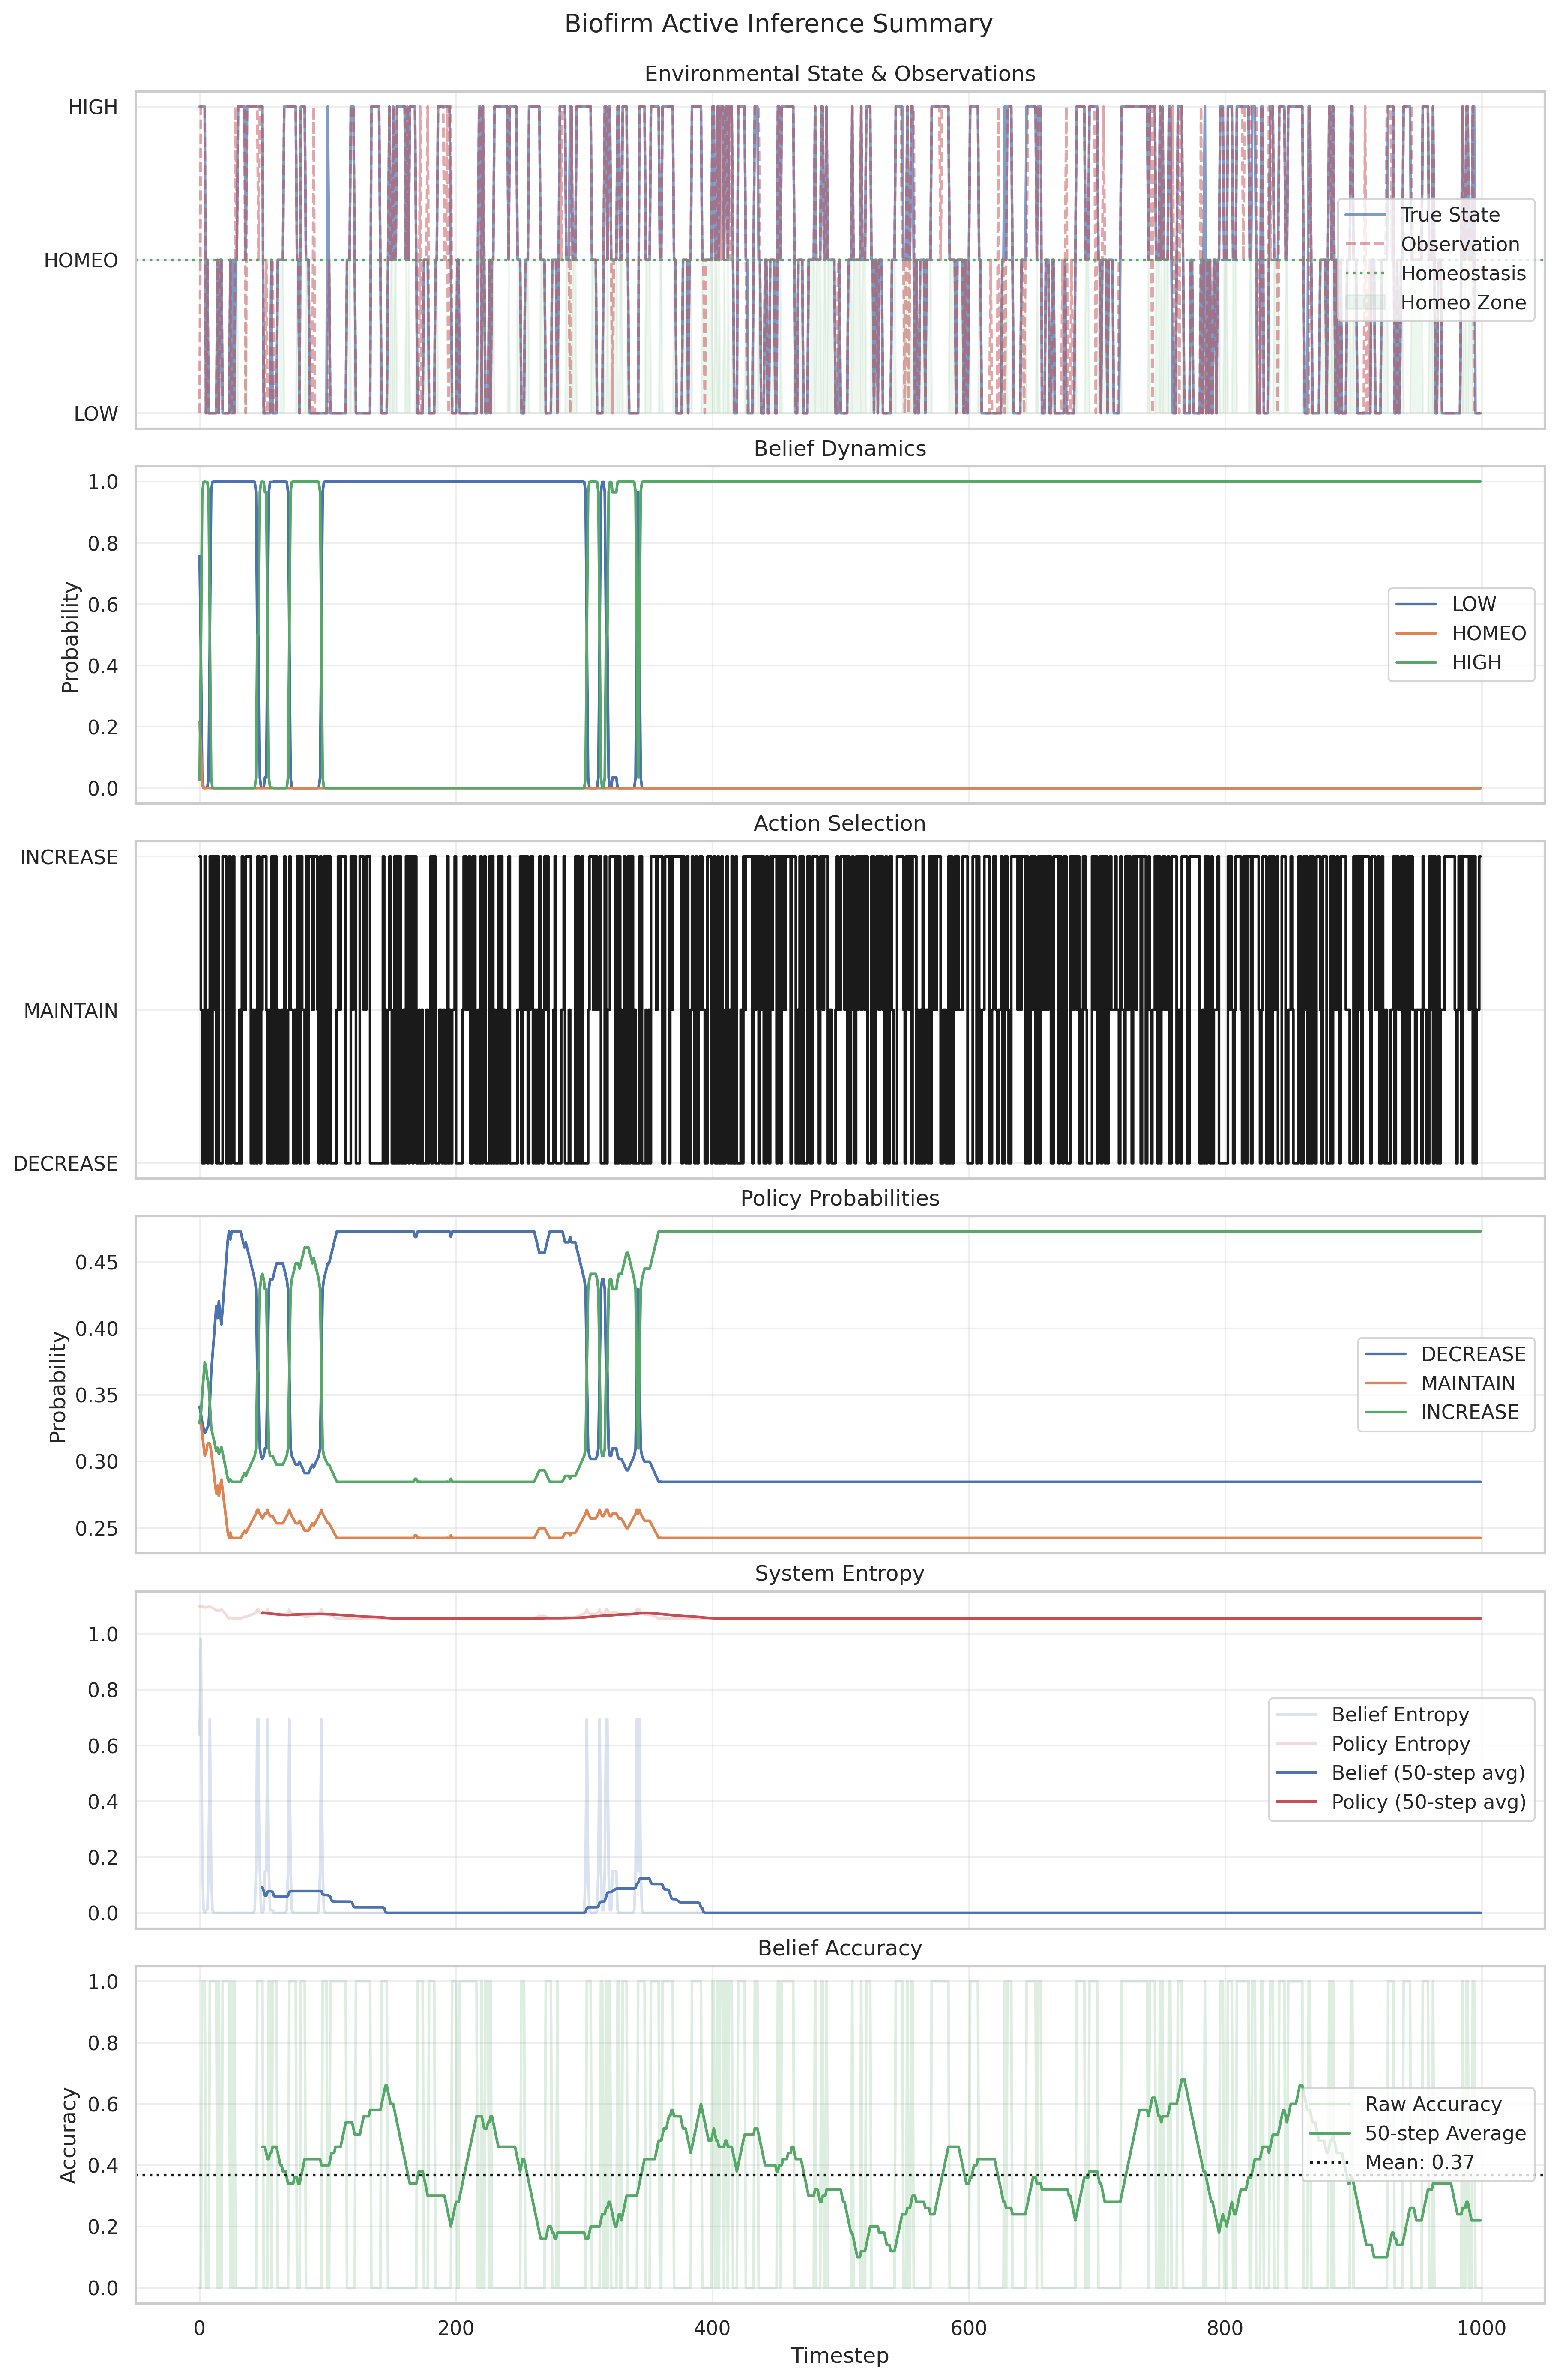 Biofirm Active Inference Summary
Environmental State & Observations
HIGH
HOMEO
LOW
True State
Observation
Homeostasis
Homeo Zone
Belief Dynamics
Probability
1.0
0.8
0.6
0.4
0.2
0.0
LOW
HOMEO
HIGH
Action Selection
INCREASE
MAINTAIN
DECREASE
Policy Probabilities
Probability
0.45
0.40
0.35
0.30
0.25
DECREASE
MAINTAIN
INCREASE
System Entropy
1.0
0.8
0.6
0.4
0.2
0.0
Belief Entropy
Policy Entropy
Belief (50-step avg)
Policy (50-step avg)
Belief Accuracy
Accuracy
1.0
0.8
0.6
0.4
0.2
0.0
Raw Accuracy
50-step Average
Mean: 0.37
0 200 400 600 800 1000
Timestep